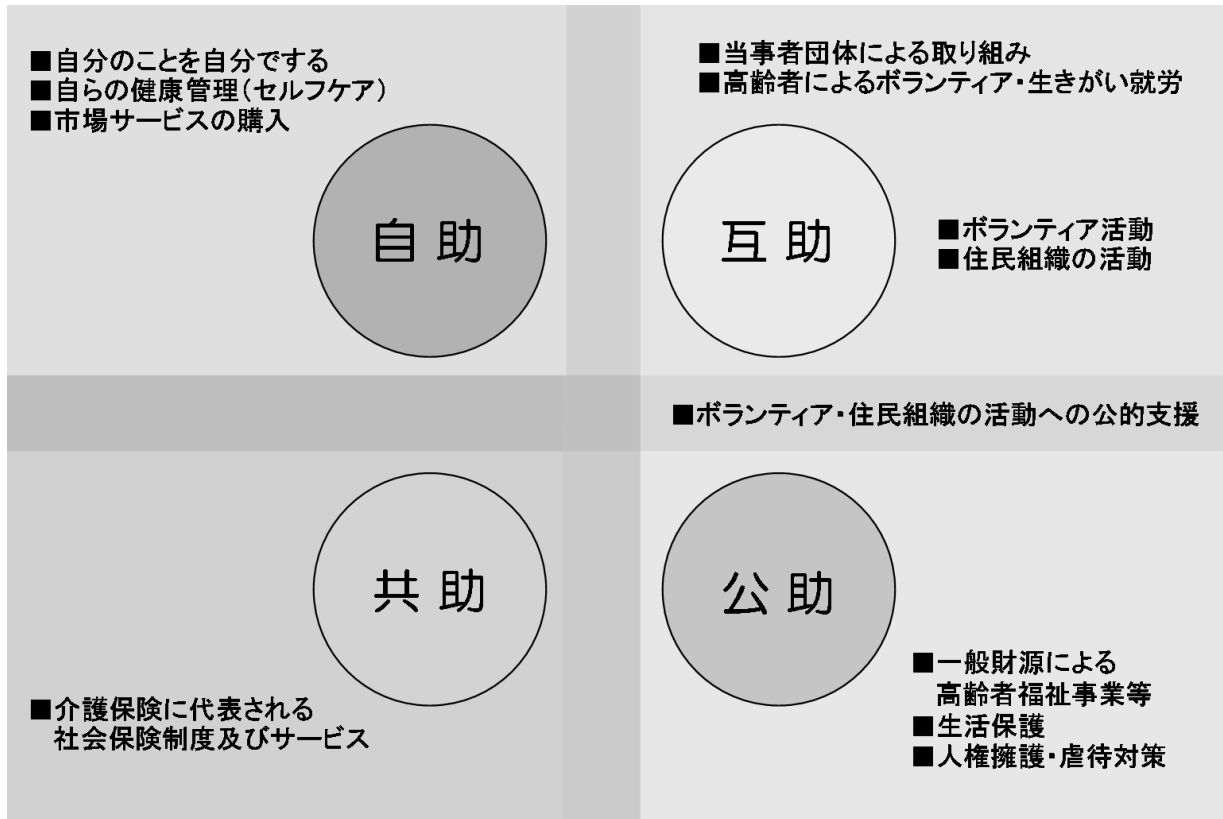 ■自分のことを自分でする
■自らの健康管理(セルフケア)
■市場サービスの購入
自助
■当事者団体による取り組み
■高齢者によるボランティア・生きがい就労
互助
■ボランティア活動
■住民組織の活動
■ボランティア・住民組織の活動への公的支援
共助
■介護保険に代表される
社会保険制度及びサービス
公助
■一般財源による
高齢者福祉事業等
■生活保護
■人権擁護・虐待対策